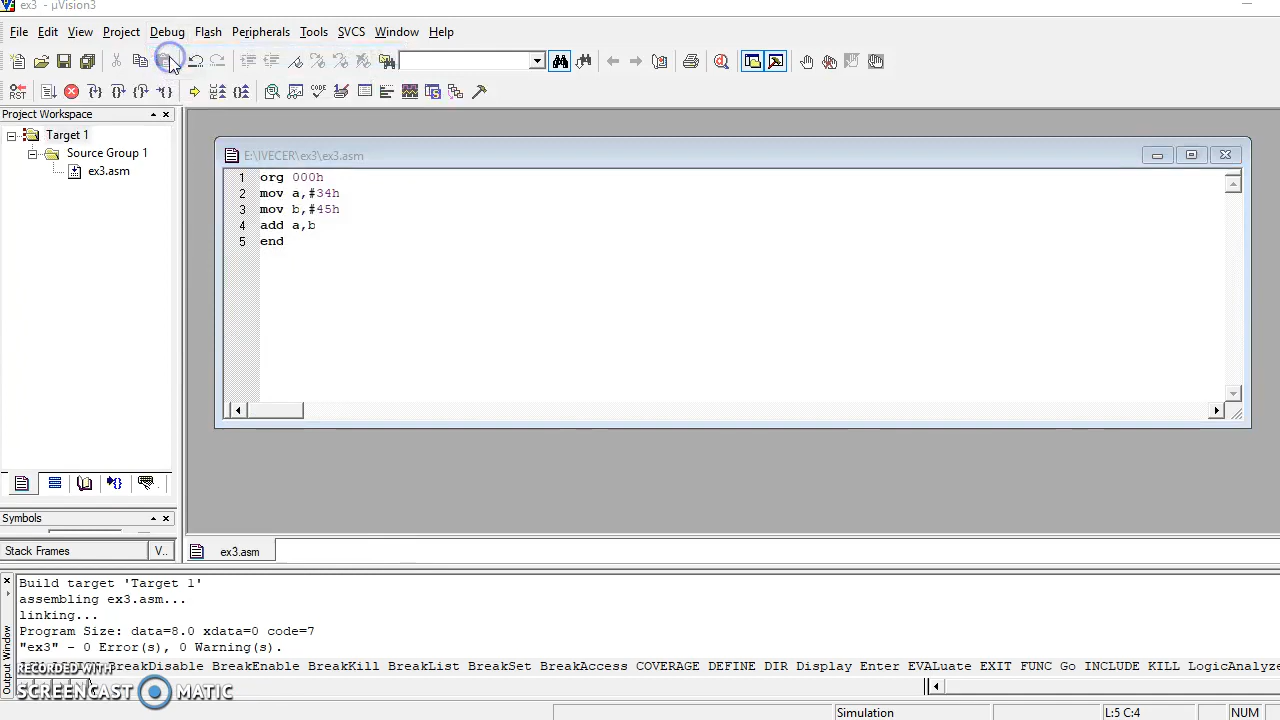 ex3 - µVision3
File Edit View Project Debug Flash Peripherals Tools SVCS Window Help
RST
Project Workspace
Target 1
Source Group 1
ex3.asm
E:\IVECER\ex3\ex3.asm
1 org 000h
2 mov a,#34h
3 mov b,#45h
4 add a,b
5 end
Symbols
Stack Frames V..
ex3.asm
Build target 'Target 1'
assembling ex3.asm...
linking...
Program Size: data=8.0 xdata=0 code=7
"ex3" - 0 Error(s), 0 Warning(s).
BreakDisable BreakEnable BreakKill BreakList BreakSet BreakAccess COVERAGE DEFINE DIR Display Enter EVALuate EXIT FUNC Go INCLUDE KILL LogicAnalyz
Output Window
RECORDED WITH
SCREENCAST MATIC
Simulation L:5 C:4 NUM